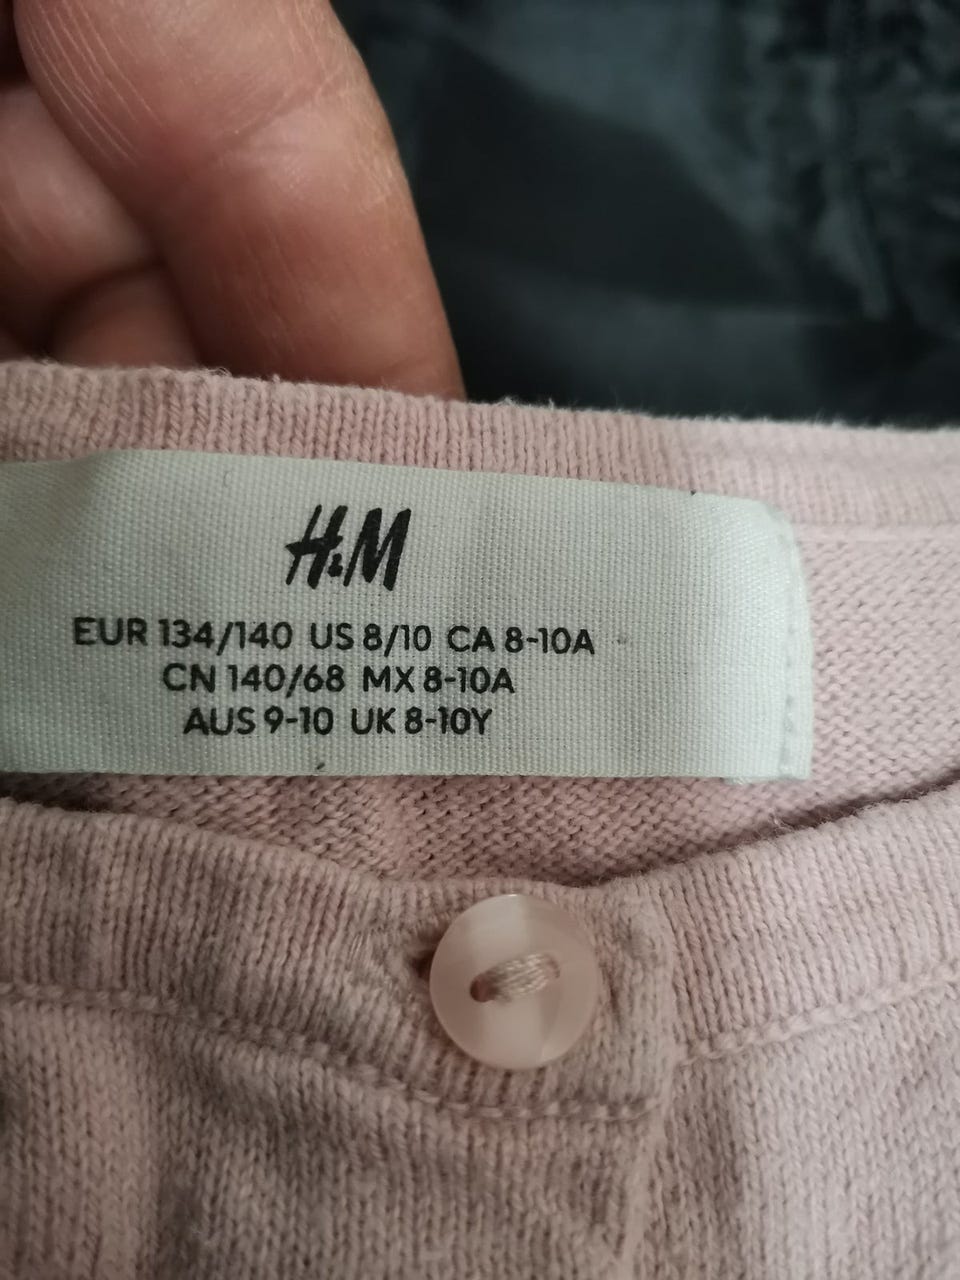 H&M
EUR 134/140 US 8/10 CA 8-10A
CN 140/68 MX 8-10A
AUS 9-10 UK 8-10Y